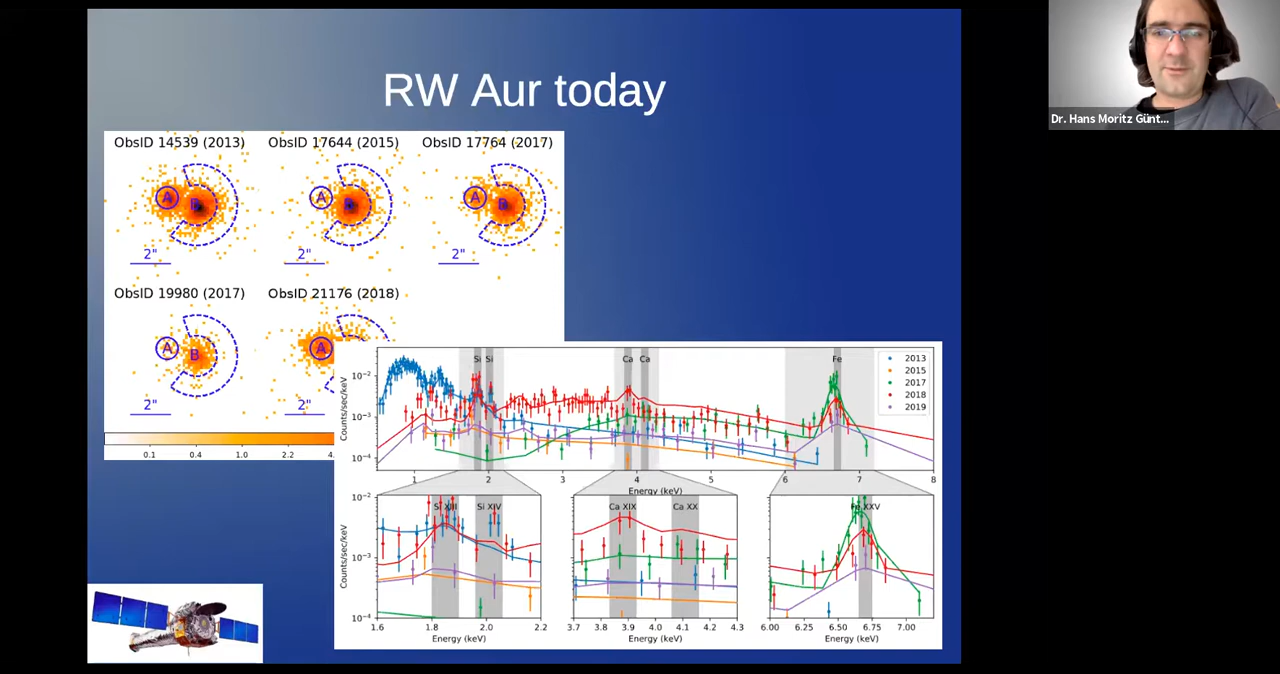 RW Aur today
Dr. Hans Moritz Günt...
ObsID 14539 (2013) ObsID 17644 (2015) ObsID 17764 (2017)
A B A B A B
2" 2" 2"
ObsID 19980 (2017) ObsID 21176 (2018)
A B A
2" 2"
0.1 0.4 1.0 2.2 4.
Counts/sec/keV
10⁻²
10⁻³
10⁻⁴
Si Si Ca Ca Fe
2013
2015
2017
2018
2019
1 2 3 4 5 6 7 8
Energy (keV)
Counts/sec/keV
10⁻²
10⁻³
10⁻⁴
Si XIII Si XIV
1.6 1.8 2.0 2.2
Energy (keV)
Ca XIX Ca XX
3.7 3.8 3.9 4.0 4.1 4.2 4.3
Energy (keV)
Fe XXV
6.00 6.25 6.50 6.75 7.00
Energy (keV)